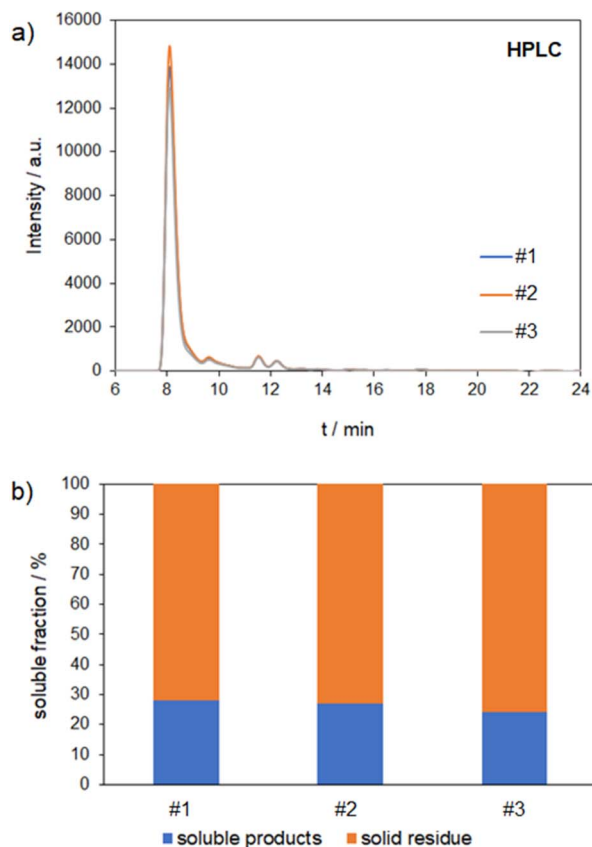 a)
HPLC
16000
14000
12000
10000
8000
6000
4000
2000
0
Intensity / a.u.
#1
#2
#3
6 8 10 12 14 16 18 20 22 24
t / min
b)
100
90
80
70
60
50
40
30
20
10
0
soluble fraction / %
#1 #2 #3
soluble products solid residue